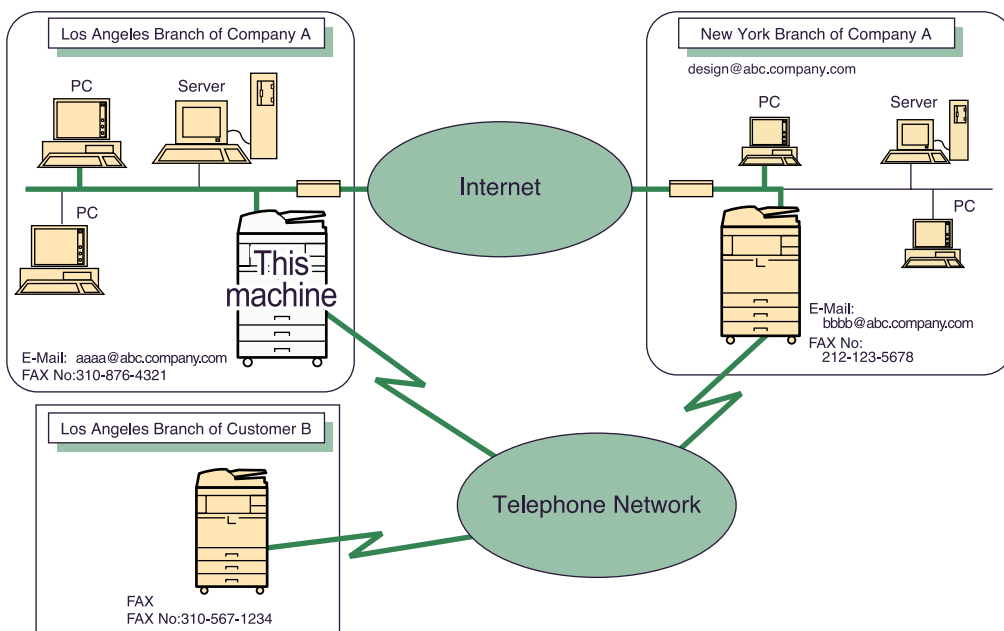 Los Angeles Branch of Company A
PC
Server
PC
This
machine
E-Mail: aaaa@abc.company.com
FAX No:310-876-4321
Internet
New York Branch of Company A
design@abc.company.com
PC
Server
PC
E-Mail:
bbbb@abc.company.com
FAX No:
212-123-5678
Los Angeles Branch of Customer B
FAX
FAX No:310-567-1234
Telephone Network